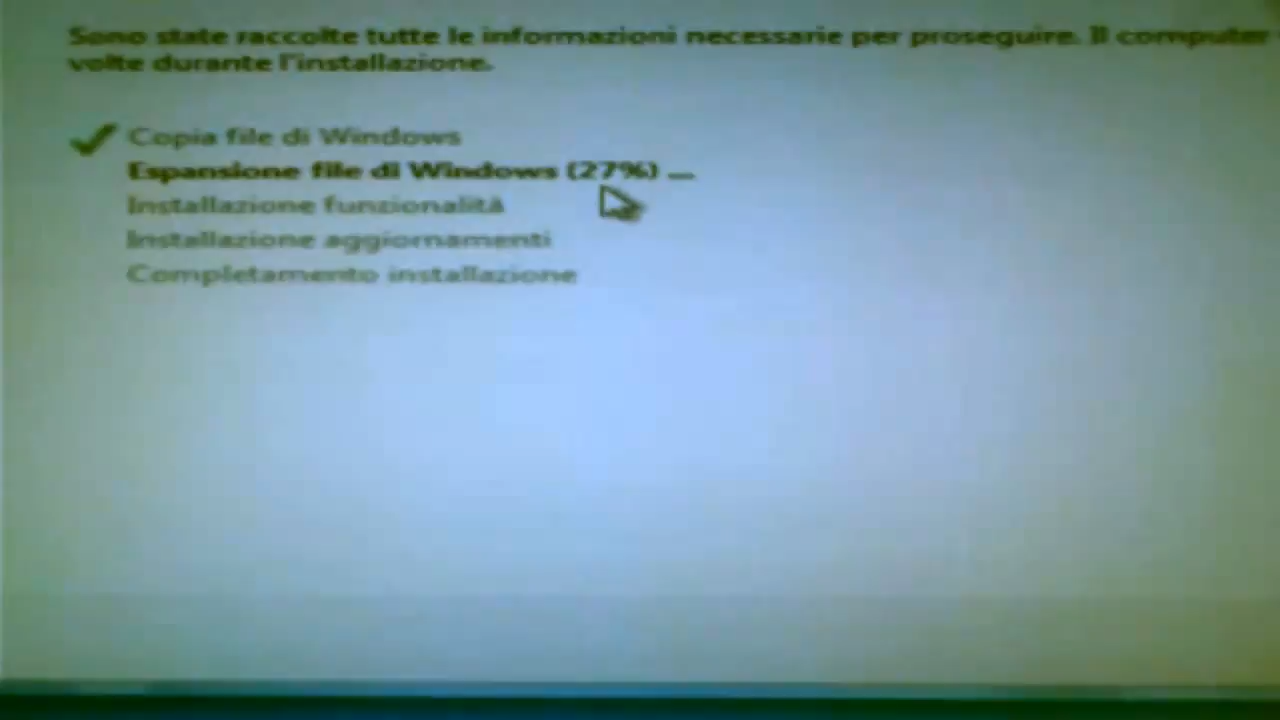 Sono state raccolte tutte le informazioni necessarie per proseguire. Il computer
volte durante l'installazione.
Copia file di Windows
Espansione file di Windows (27%) ...
Installazione funzionalità
Installazione aggiornamenti
Completamento installazione